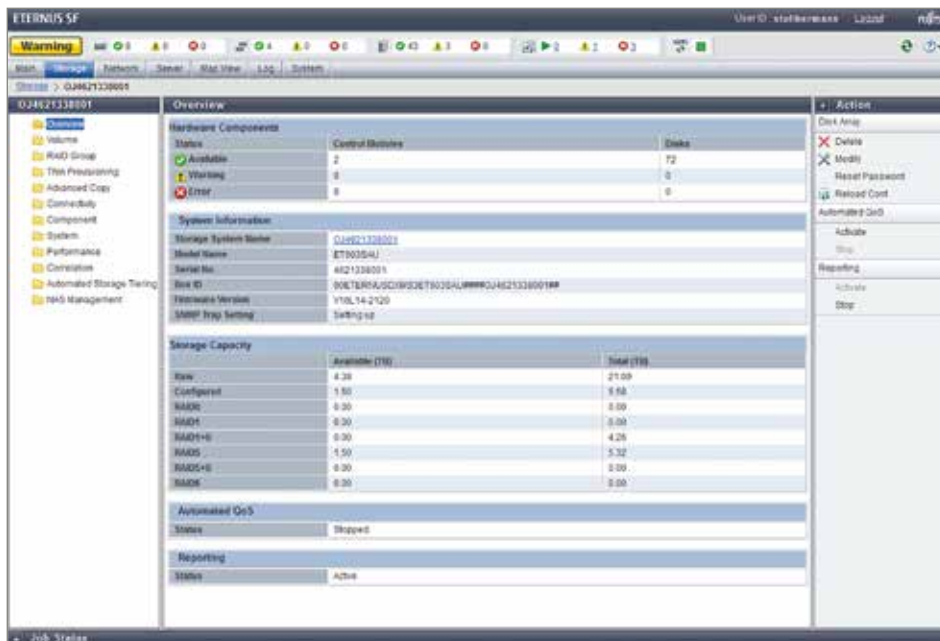 ETERNUS SF
User ID: Logout
Warning
Main Storage Network Server Map View Log System
Storage > OJ4621338001
OJ4621338001 Overview Action
Overview
Volume
RAID Group
Thin Provisioning
Advanced Copy
Connectivity
Component
System
Performance
Correlation
Automated Storage Tiering
NAS Management
Hardware Components
Status Control Modules Disks
Available 2 72
Warning 0 0
Error 0 0
System Information
Storage System Name OJ4621338001
Model Name ET903SAU
Serial No. 4621338001
Box ID
Firmware Version V10L14-2120
SNMP Trap Setting Setting up
Storage Capacity
Available (TB) Total (TB)
Raw 4.38 21.09
Configured 1.50
RAID0 0.00 0.00
RAID1 0.00 0.00
RAID1+0 0.00 4.26
RAID5 1.50 5.32
RAID5+0 0.00 0.00
RAID6 0.00 0.00
Automated QoS
Status Stopped
Reporting
Status Active
Disk Array
Delete
Modify
Reset Password
Reload Conf.
Automated QoS
Activate
Stop
Reporting
Activate
Stop
Job Status